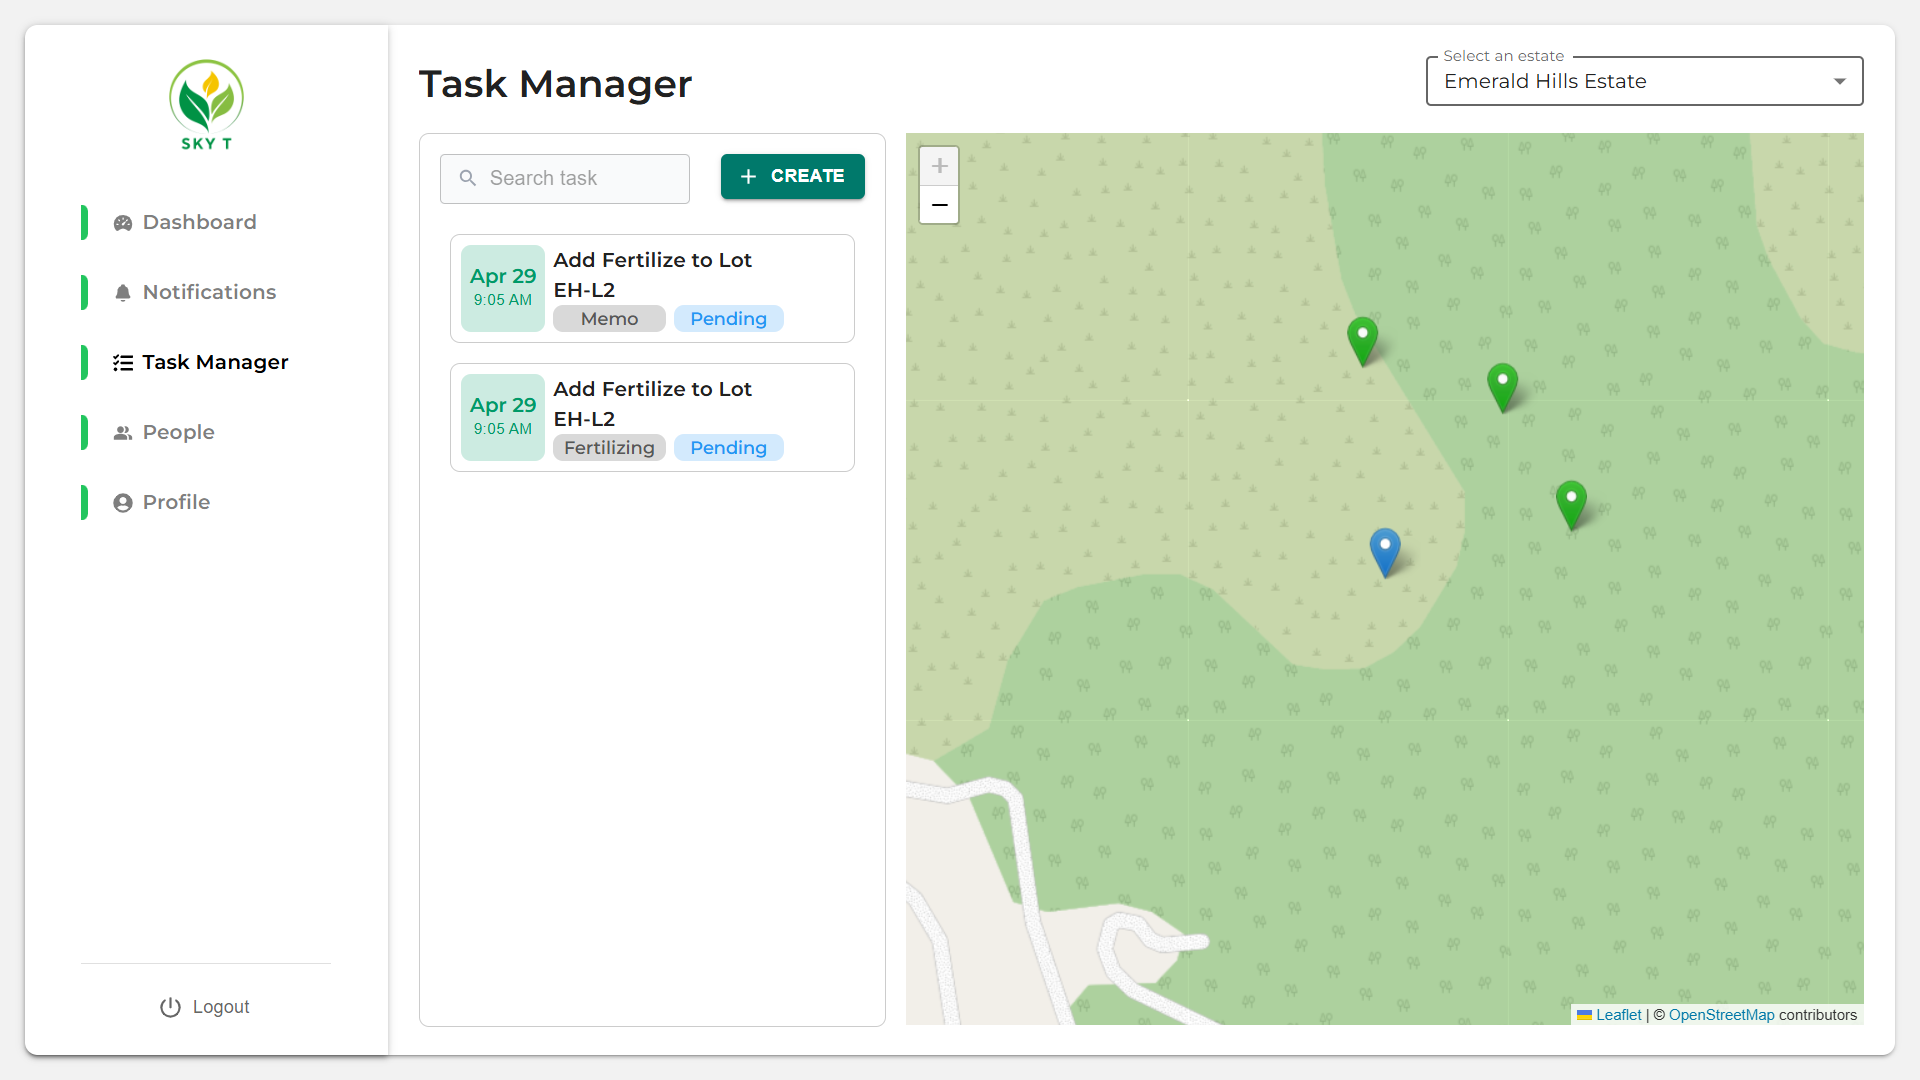 SKY T
Dashboard
Notifications
Task Manager
People
Profile
Logout
Task Manager
Select an estate
Emerald Hills Estate
Search task
+ CREATE
Apr 29
9:05 AM
Add Fertilize to Lot
EH-L2
Memo
Pending
Apr 29
9:05 AM
Add Fertilize to Lot
EH-L2
Fertilizing
Pending
+
−
Leaflet | © OpenStreetMap contributors